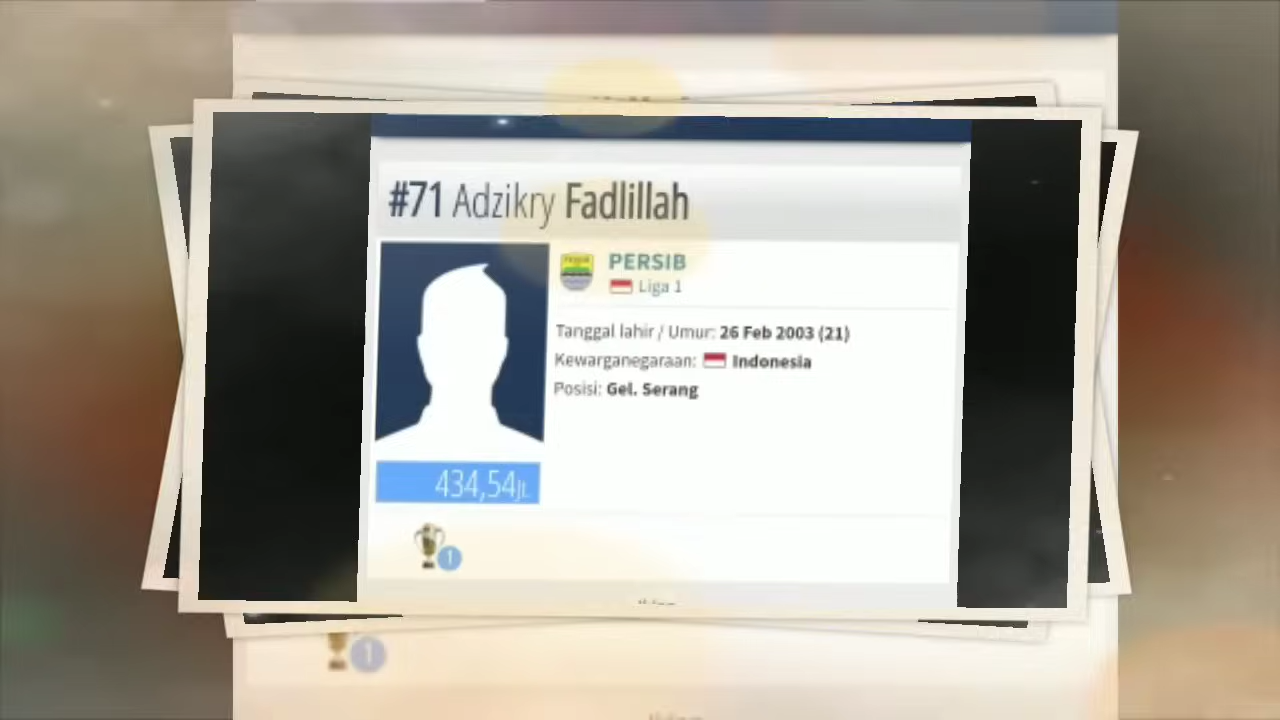 #71 Adzikry Fadlillah
PERSIB
Liga 1
Tanggal lahir / Umur: 26 Feb 2003 (21)
Kewarganegaraan: Indonesia
Posisi: Gel. Serang
434,54Jt.
1
1